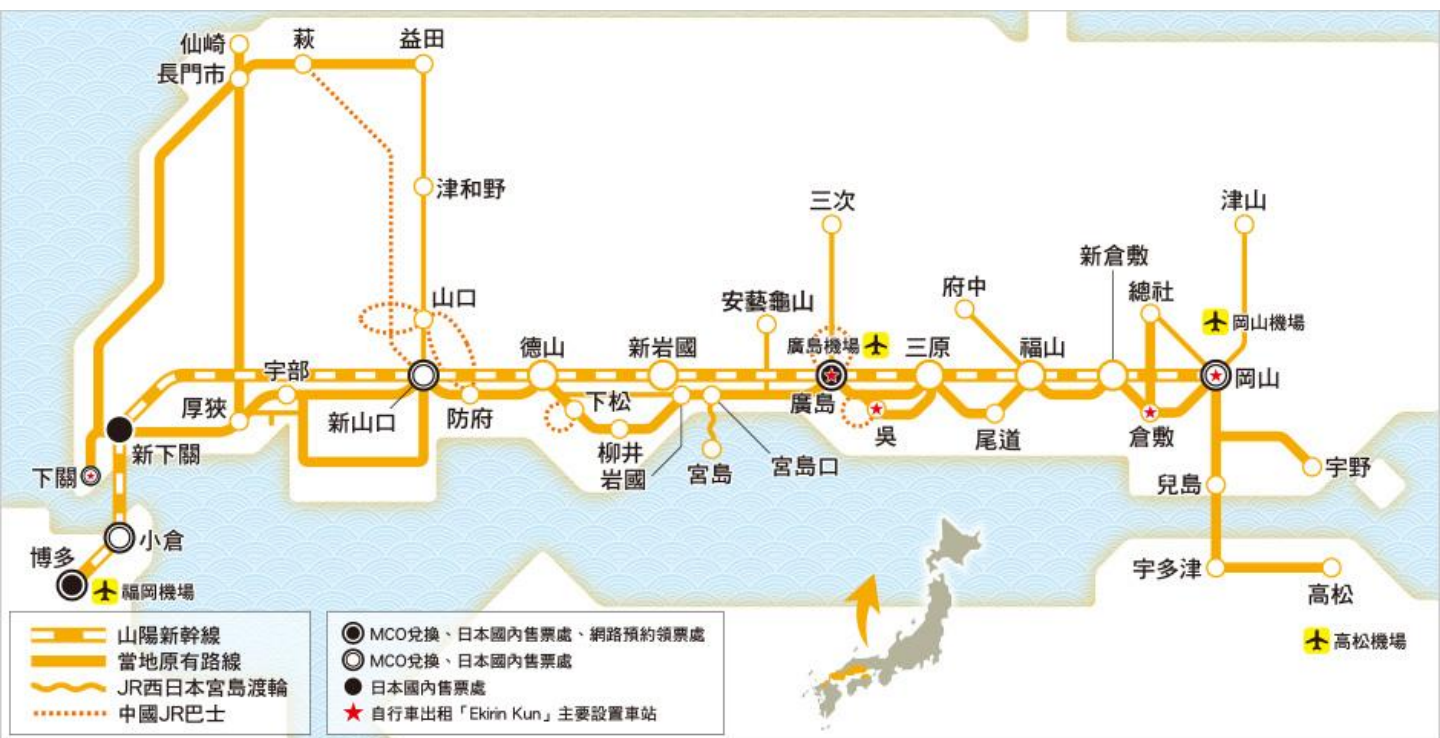 仙崎
萩
益田
長門市
津和野
三次
津山
新倉敷
府中
總社
安藝龜山
山口
岡山機場
廣島機場
三原
福山
德山
新岩國
宇部
岡山
厚狹
新山口
防府
下松
廣島
吳
尾道
倉敷
新下關
柳井
岩國
宮島
宮島口
下關
宇野
兒島
小倉
博多
福岡機場
宇多津
高松
高松機場
山陽新幹線
當地原有路線
JR西日本宮島渡輪
中國JR巴士
MCO兌換、日本國內售票處、網路預約領票處
MCO兌換、日本國內售票處
日本國內售票處
自行車出租「Ekirin Kun」主要設置車站